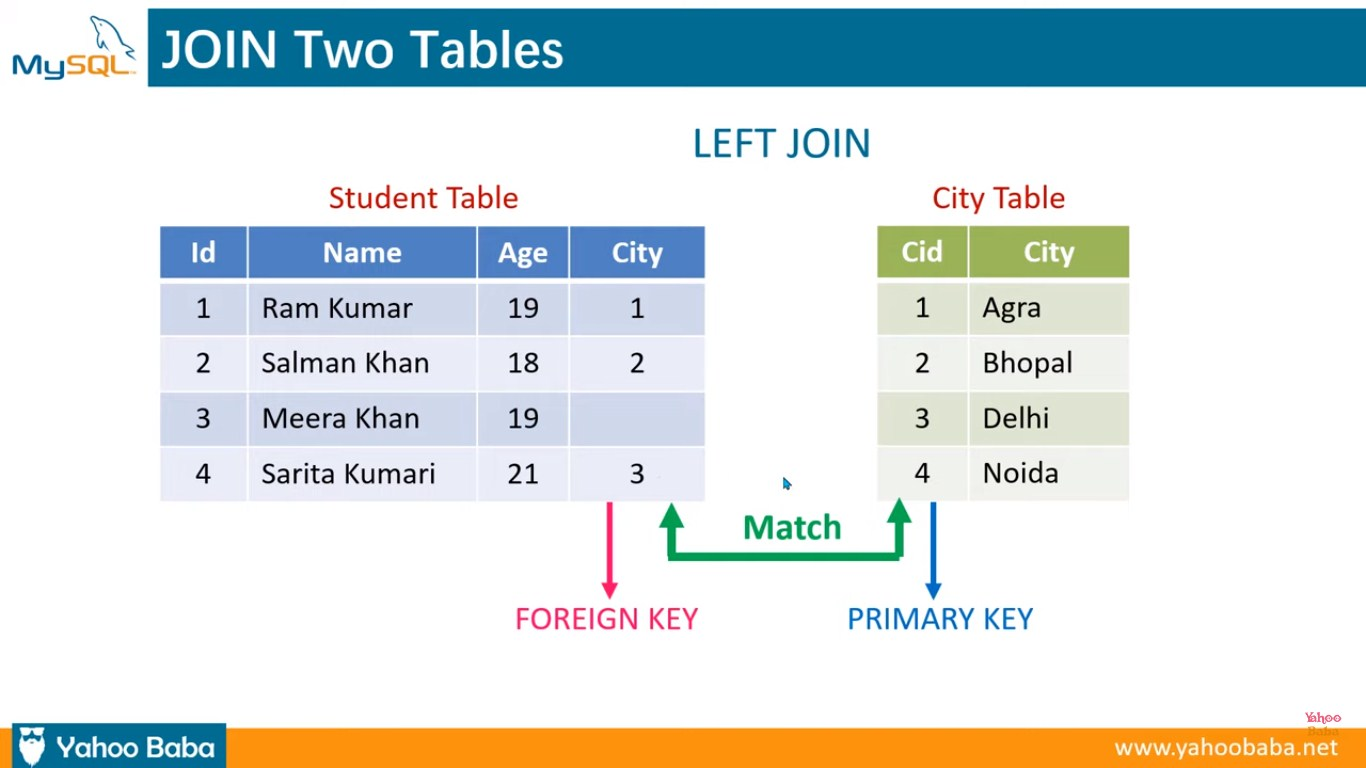 MySQL
JOIN Two Tables
LEFT JOIN
Student Table
Id Name Age City
1 Ram Kumar 19 1
2 Salman Khan 18 2
3 Meera Khan 19
4 Sarita Kumari 21 3
City Table
Cid City
1 Agra
2 Bhopal
3 Delhi
4 Noida
Match
FOREIGN KEY
PRIMARY KEY
Yahoo
Baba
Yahoo Baba
www.yahoobaba.net